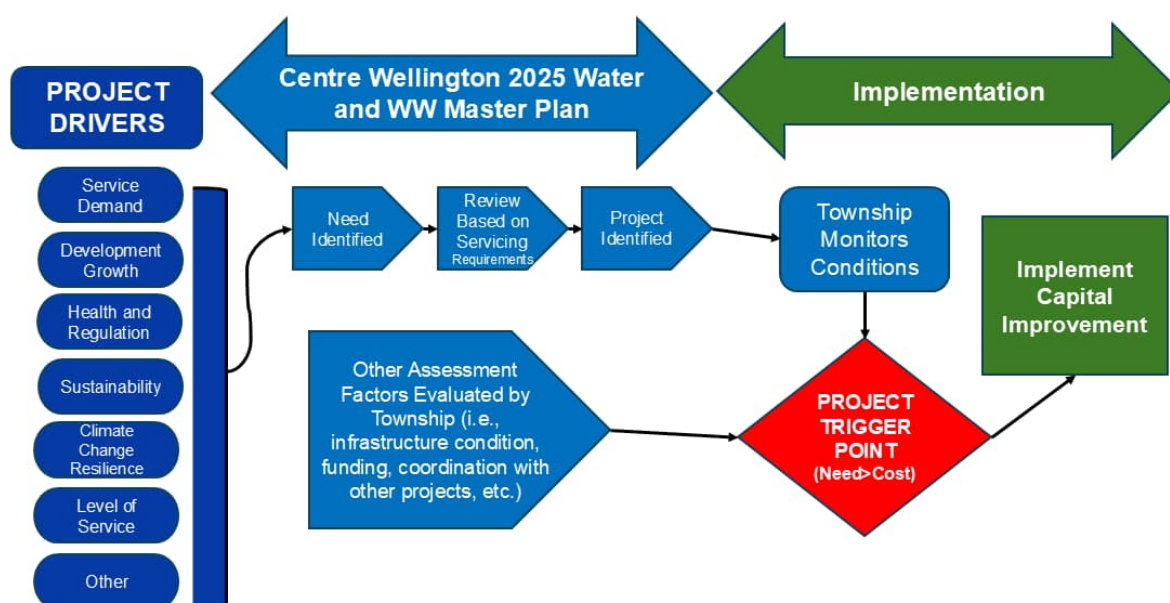 PROJECT
DRIVERS
Centre Wellington 2025 Water
and WW Master Plan
Implementation
Service
Demand
Development
Growth
Health and
Regulation
Sustainability
Climate
Change
Resilience
Level of
Service
Other
Need
Identified
Review
Based on
Servicing
Requirements
Project
Identified
Township
Monitors
Conditions
Implement
Capital
Improvement
Other Assessment
Factors Evaluated by
Township (i.e.,
infrastructure condition,
funding, coordination with
other projects, etc.)
PROJECT
TRIGGER
POINT
(Need>Cost)